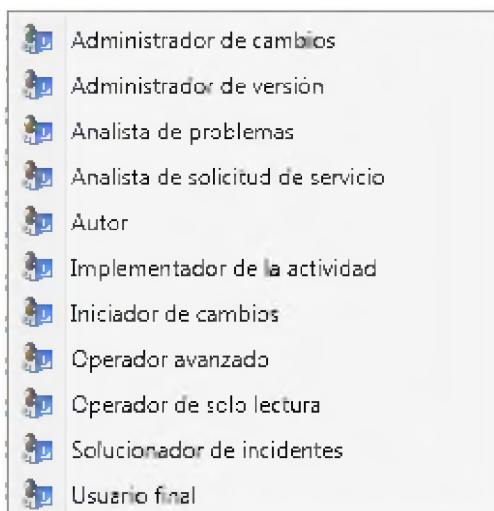 Administrador de cambios
Administrador de versión
Analista de problemas
Analista de solicitud de servicio
Autor
Implementador de la actividad
Iniciador de cambios
Operador avanzado
Operador de solo lectura
Solucionador de incidentes
Usuario final